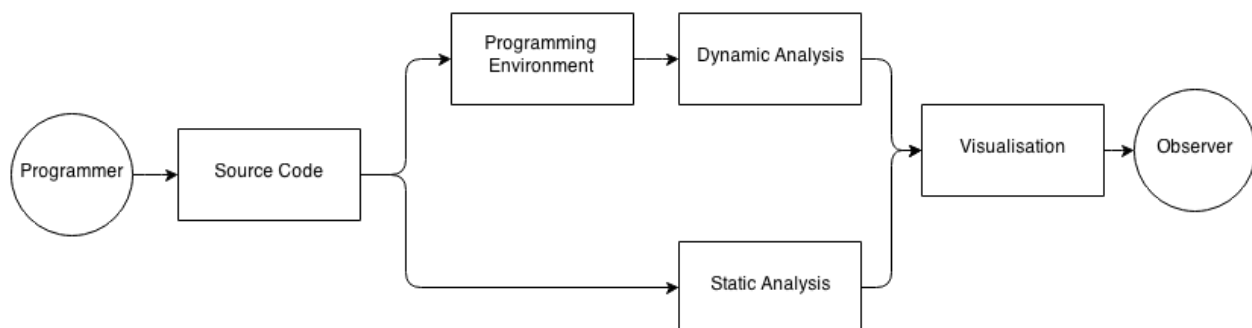 Programmer
Source Code
Programming
Environment
Dynamic Analysis
Static Analysis
Visualisation
Observer